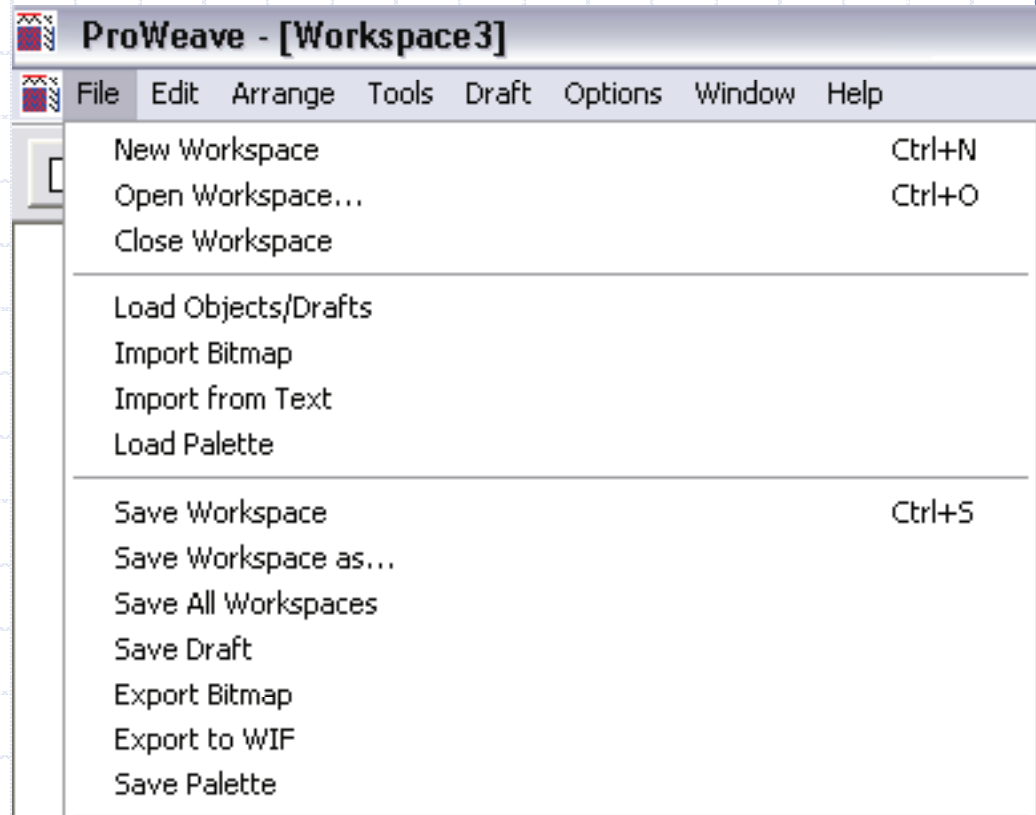 ProWeave - [Workspace3]
File Edit Arrange Tools Draft Options Window Help
New Workspace Ctrl+N
Open Workspace... Ctrl+O
Close Workspace
Load Objects/Drafts
Import Bitmap
Import from Text
Load Palette
Save Workspace Ctrl+S
Save Workspace as...
Save All Workspaces
Save Draft
Export Bitmap
Export to WIF
Save Palette